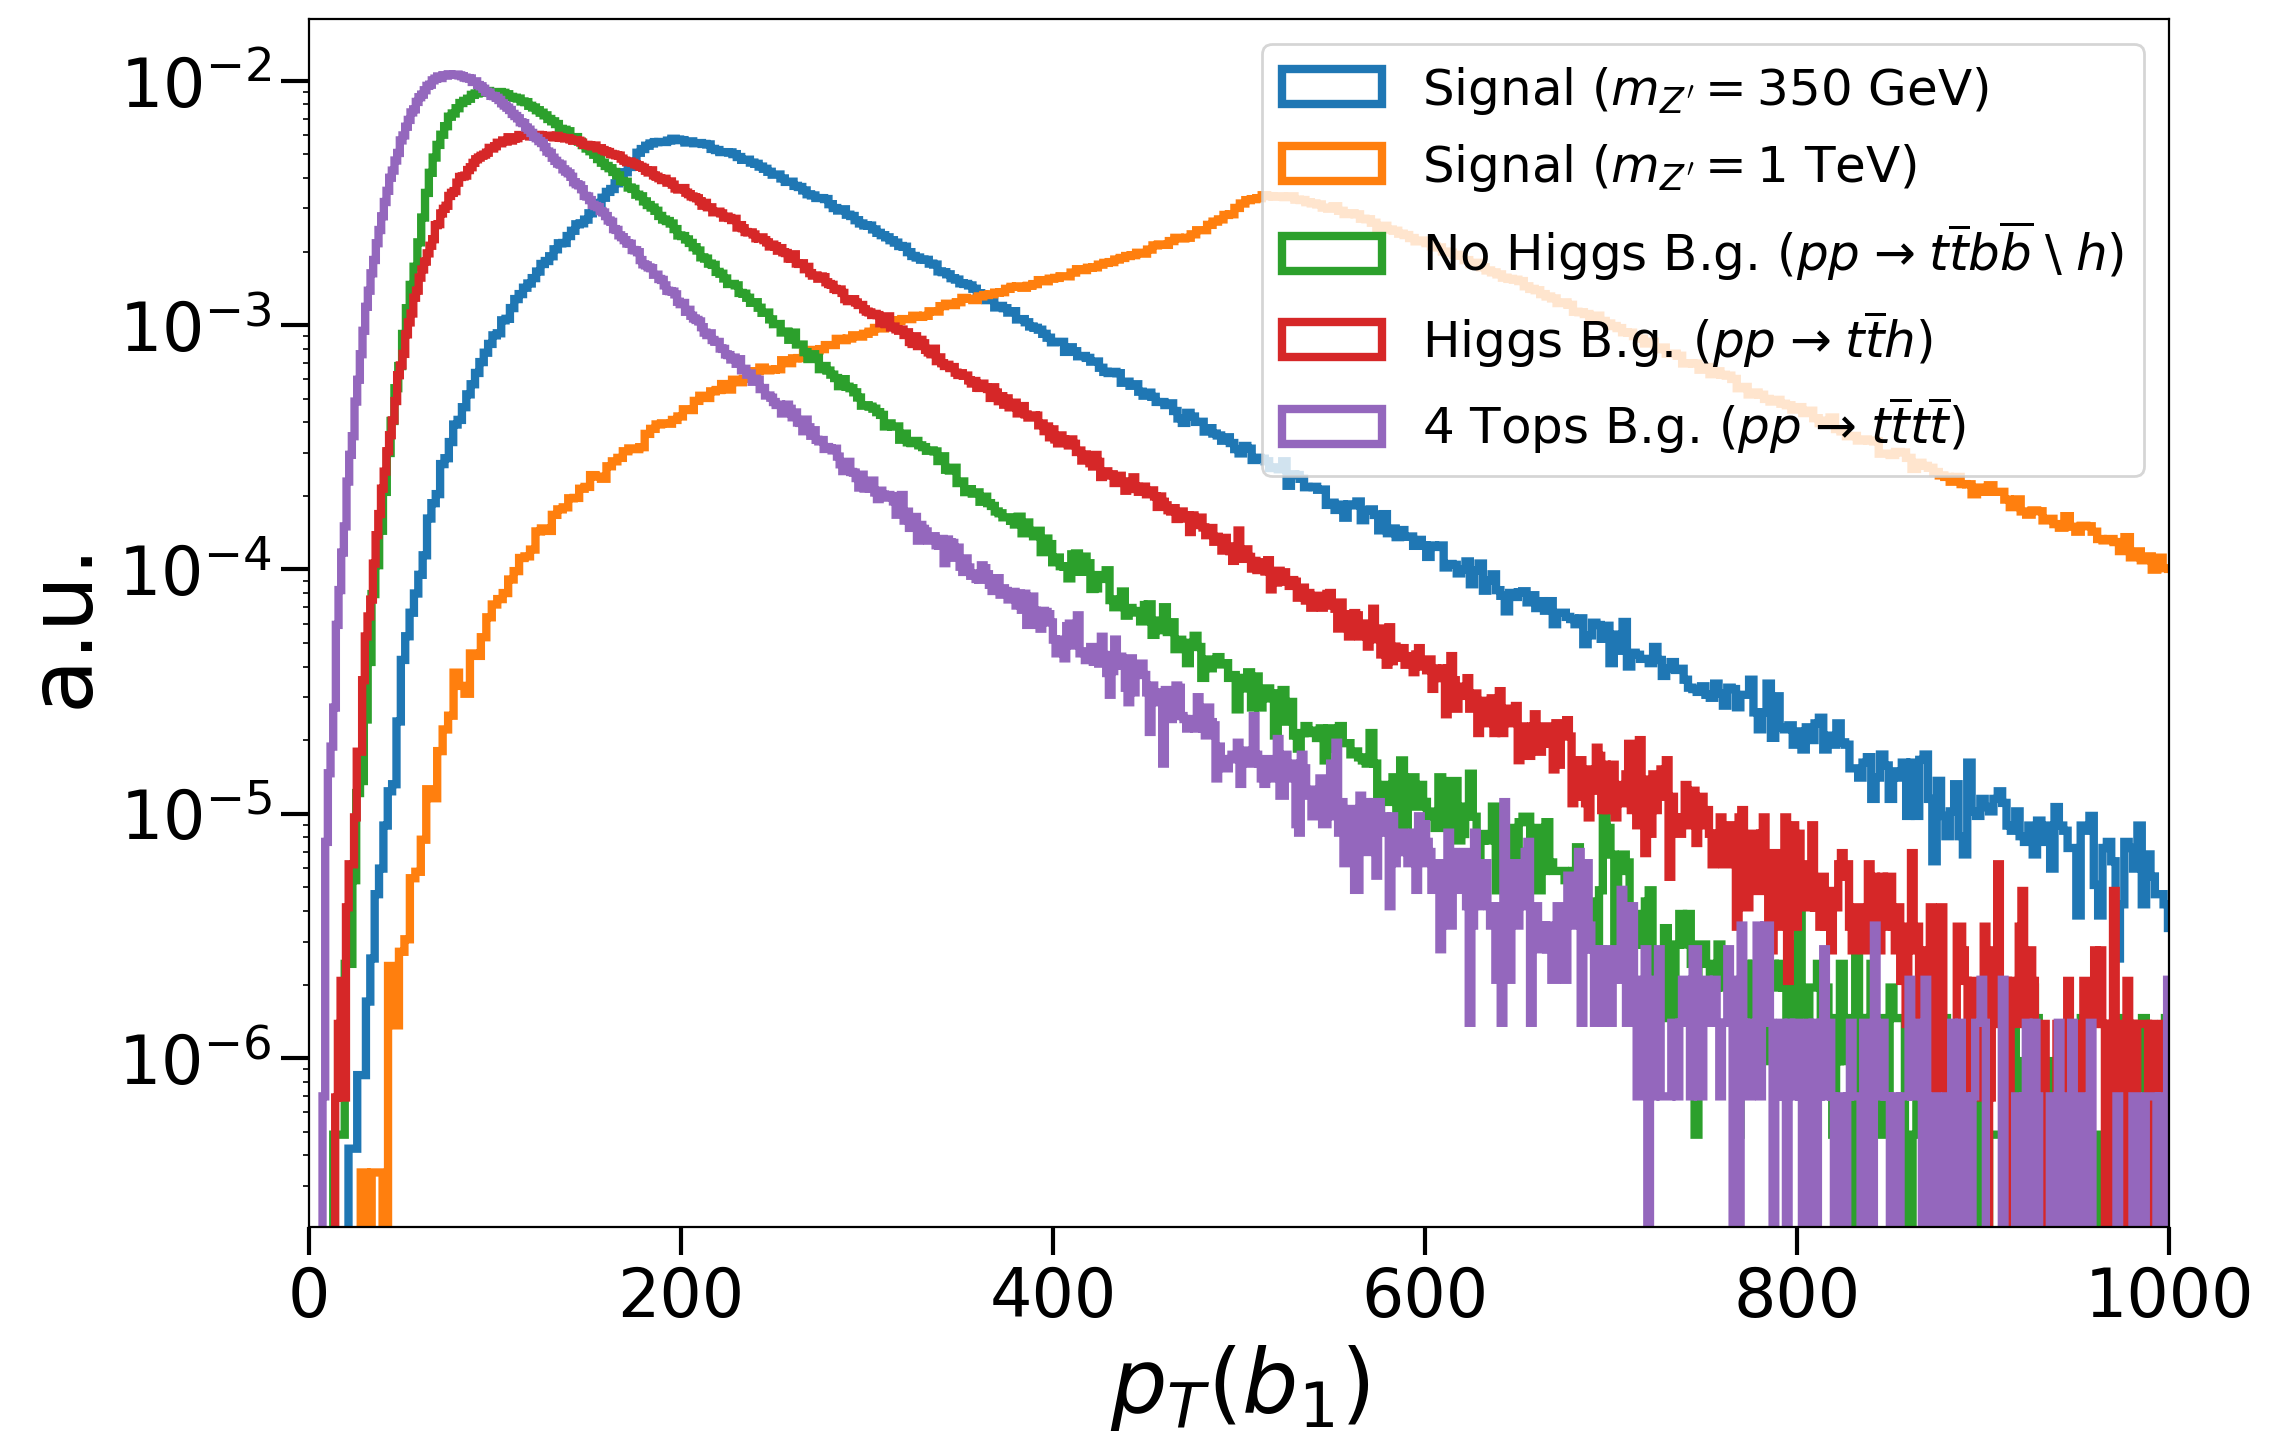 a.u.
10⁻²
10⁻³
10⁻⁴
10⁻⁵
10⁻⁶
Signal (m_{Z′} = 350 GeV)
Signal (m_{Z′} = 1 TeV)
No Higgs B.g. (pp → tt̅bb̅ \ h)
Higgs B.g. (pp → tt̅h)
4 Tops B.g. (pp → tt̅tt̅)
0 200 400 600 800 1000
p_T(b₁)